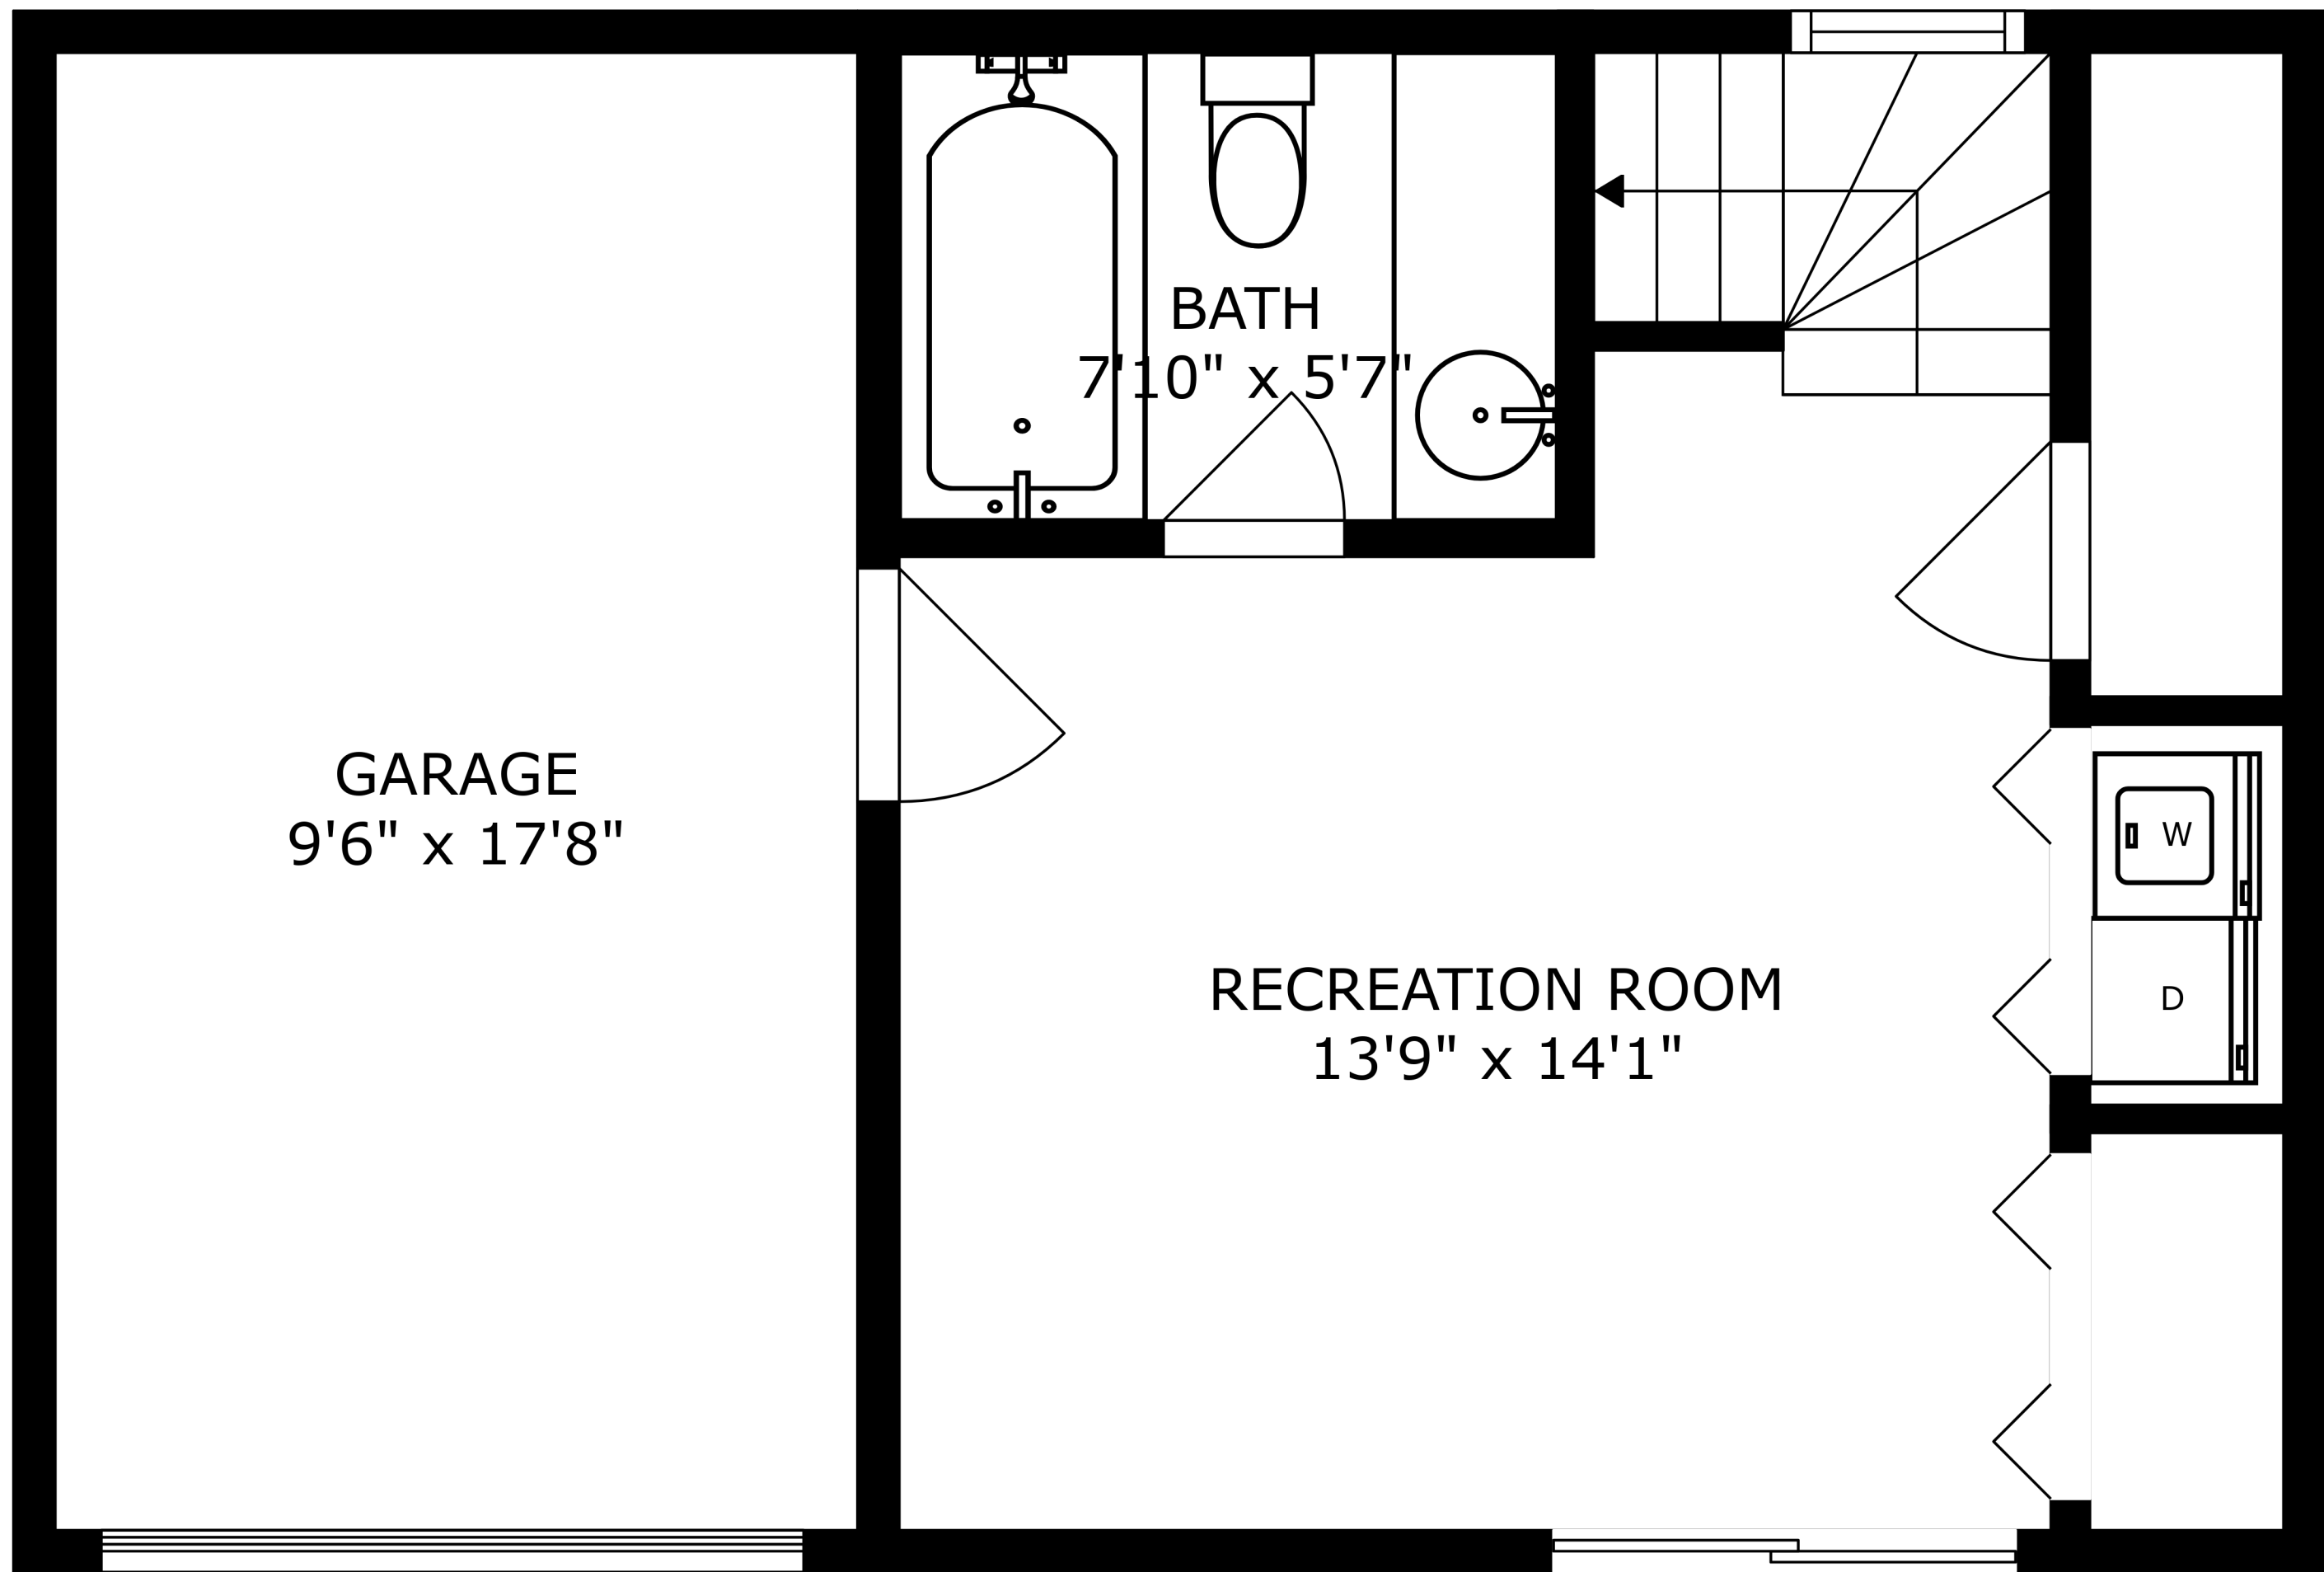 BATH
7'10" x 5'7"
GARAGE
9'6" x 17'8"
W
D
RECREATION ROOM
13'9" x 14'1"